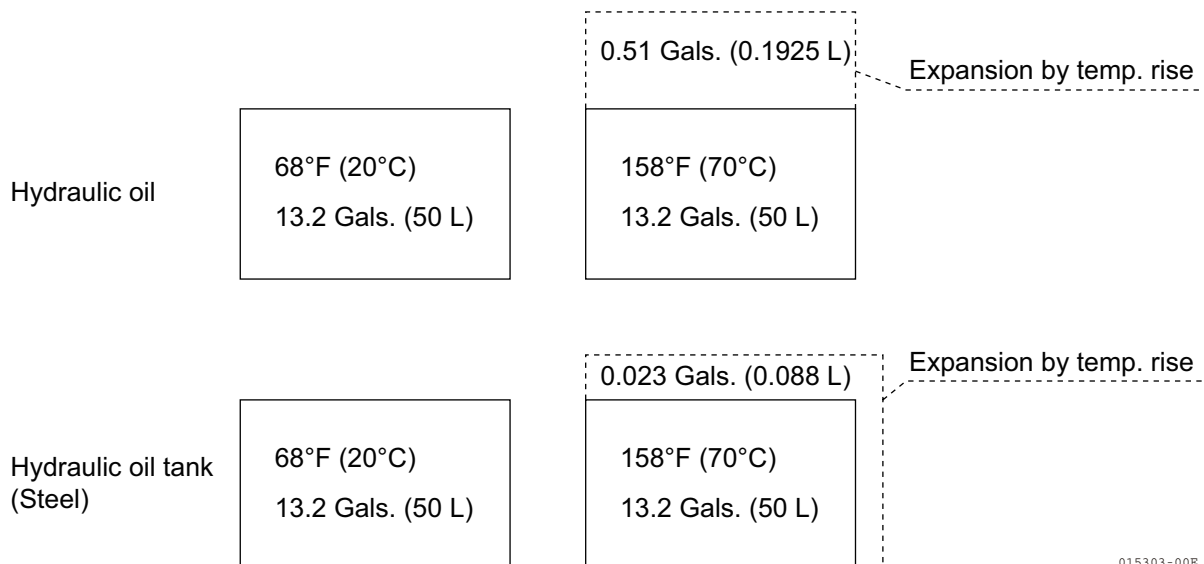 0.51 Gals. (0.1925 L)
Expansion by temp. rise
Hydraulic oil
68°F (20°C)
13.2 Gals. (50 L)
158°F (70°C)
13.2 Gals. (50 L)
0.023 Gals. (0.088 L)
Expansion by temp. rise
Hydraulic oil tank
(Steel)
68°F (20°C)
13.2 Gals. (50 L)
158°F (70°C)
13.2 Gals. (50 L)
015303-00E